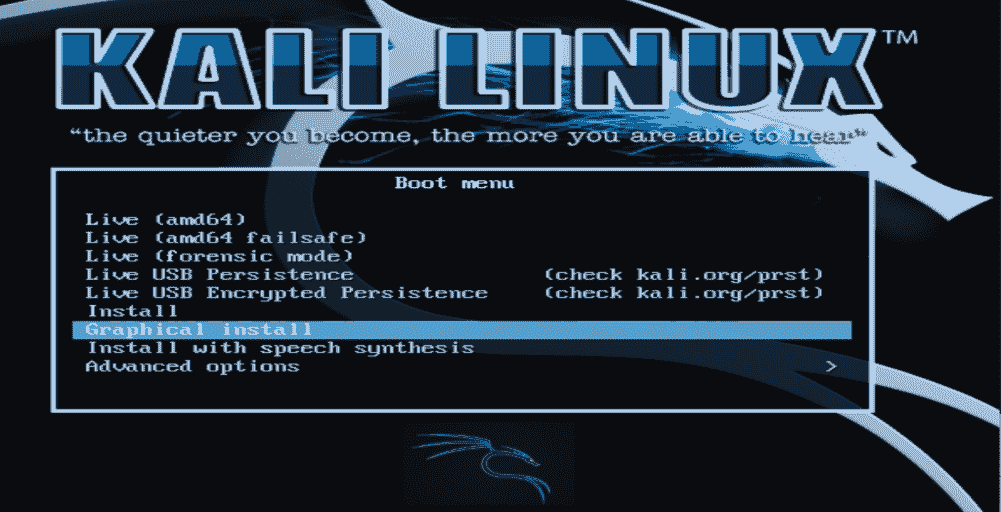 KALI LINUX™
“the quieter you become, the more you are able to hear”
Boot menu
Live (amd64)
Live (amd64 failsafe)
Live (forensic mode)
Live USB Persistence (check kali.org/prst)
Live USB Encrypted Persistence (check kali.org/prst)
Install
Graphical install
Install with speech synthesis
Advanced options >